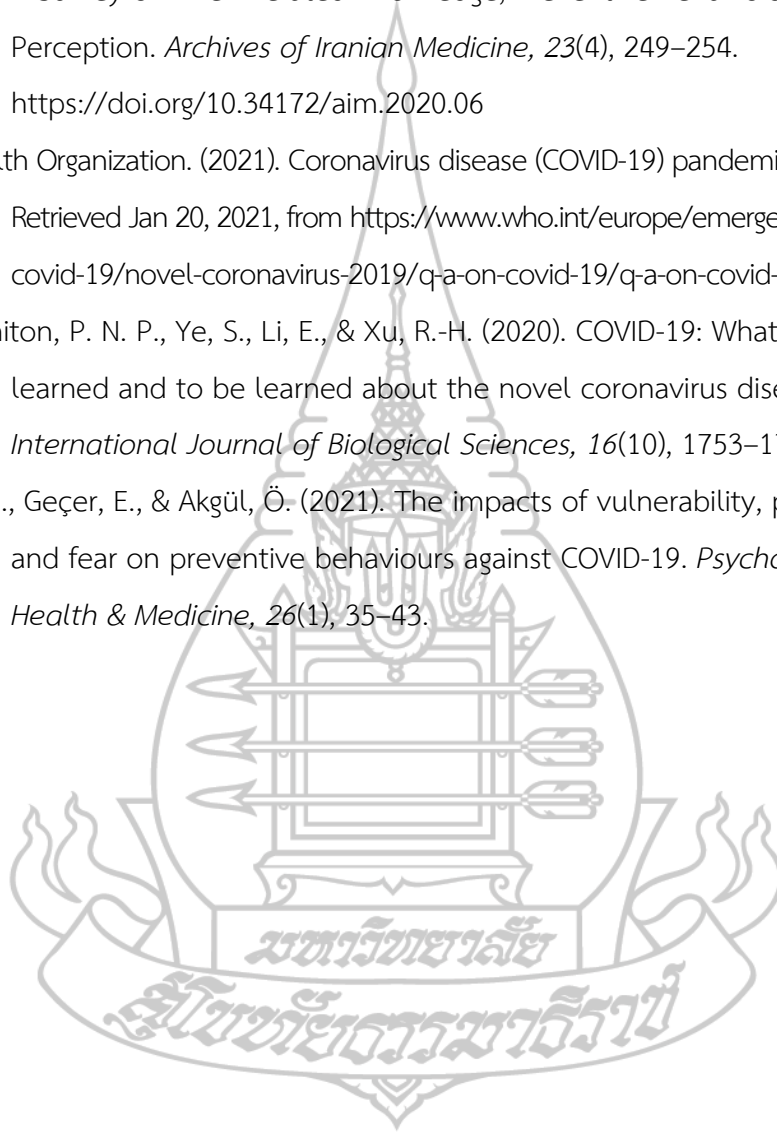 Perception. Archives of Iranian Medicine, 23(4), 249–254.
https://doi.org/10.34172/aim.2020.06
lth Organization. (2021). Coronavirus disease (COVID-19) pandemi
Retrieved Jan 20, 2021, from https://www.who.int/europe/emerge
covid-19/novel-coronavirus-2019/q-a-on-covid-19/q-a-on-covid-
niton, P. N. P., Ye, S., Li, E., & Xu, R.-H. (2020). COVID-19: What
learned and to be learned about the novel coronavirus dise
International Journal of Biological Sciences, 16(10), 1753–17
., Geçer, E., & Akgül, Ö. (2021). The impacts of vulnerability, p
and fear on preventive behaviours against COVID-19. Psycho
Health & Medicine, 26(1), 35–43.
มหาวิทยาลัย
สุโขทัยธรรมาธิราช